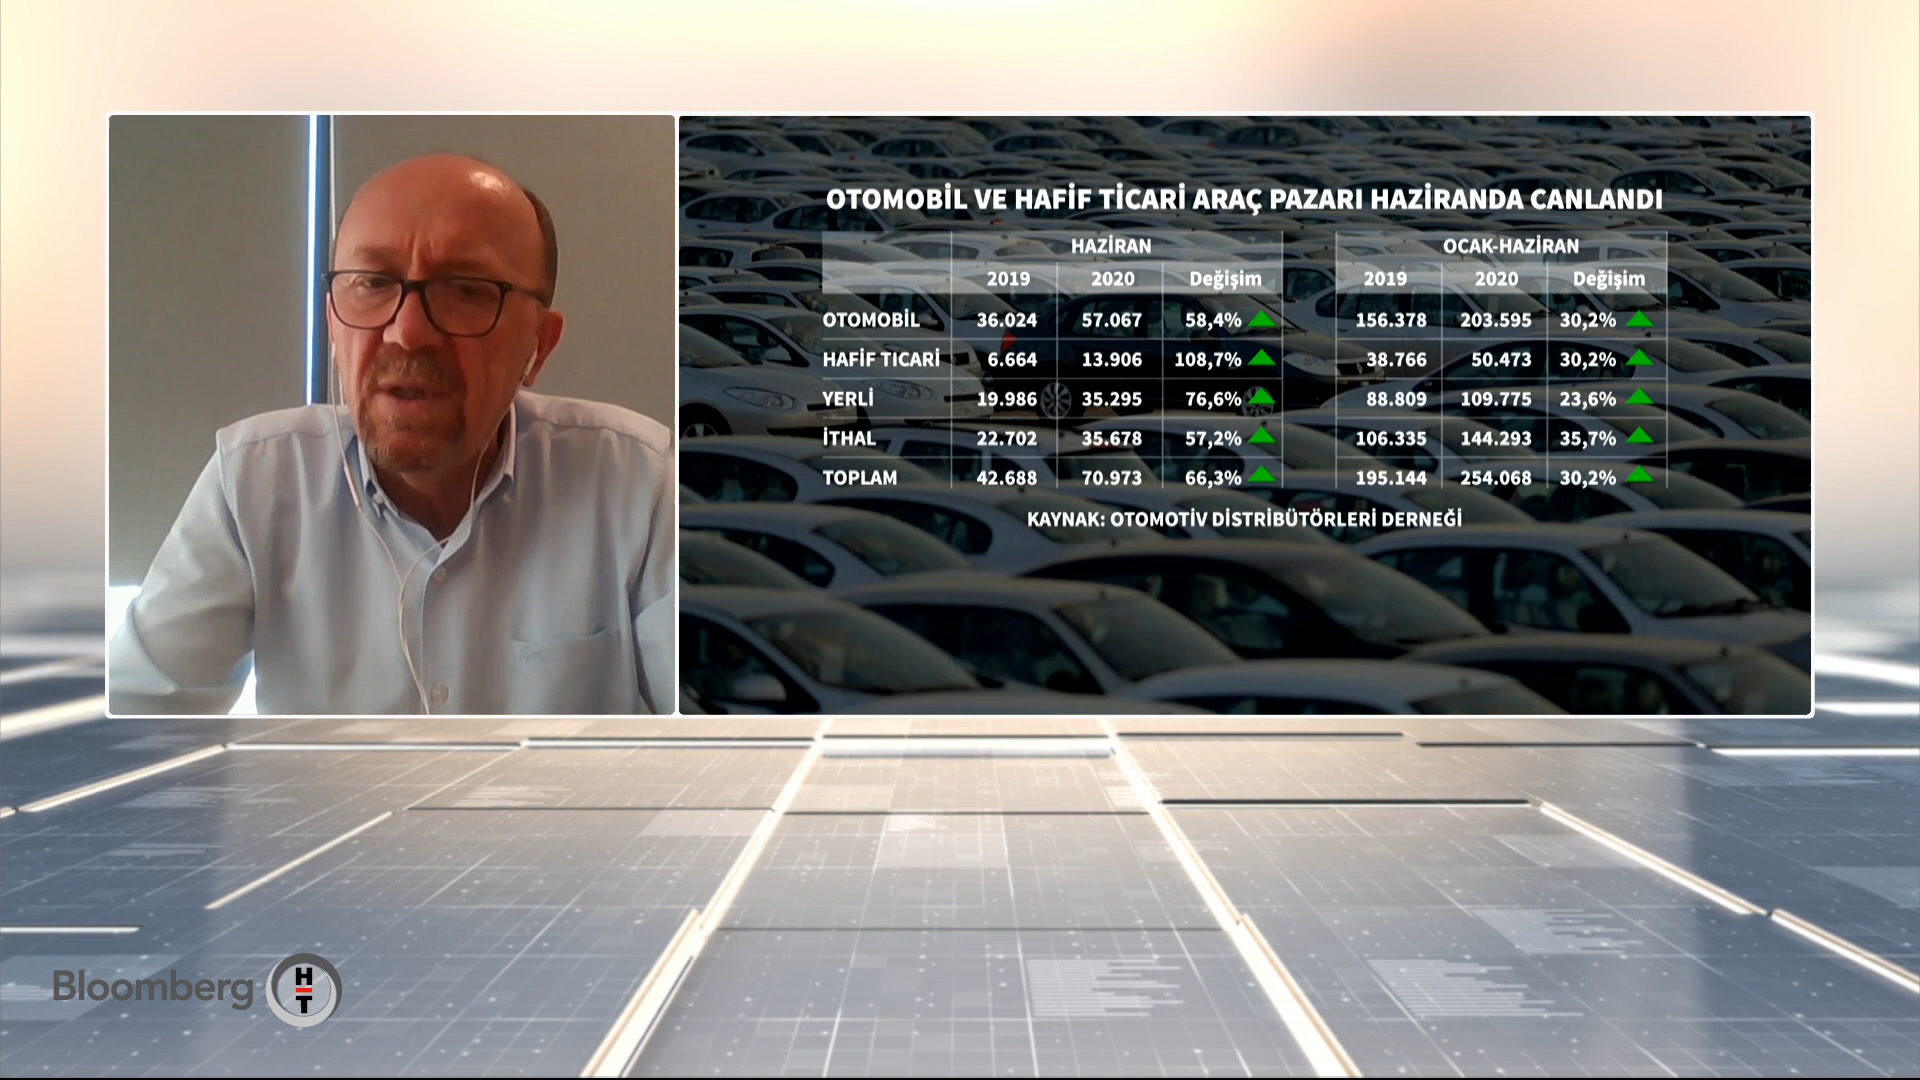 OTOMOBİL VE HAFİF TİCARİ ARAÇ PAZARI HAZİRANDA CANLANDI
HAZİRAN OCAK-HAZİRAN
2019 2020 Değişim 2019 2020 Değişim
OTOMOBİL 36.024 57.067 58,4% 156.378 203.595 30,2%
HAFİF TICARİ 6.664 13.906 108,7% 38.766 50.473 30,2%
YERLİ 19.986 35.295 76,6% 88.809 109.775 23,6%
İTHAL 22.702 35.678 57,2% 106.335 144.293 35,7%
TOPLAM 42.688 70.973 66,3% 195.144 254.068 30,2%
KAYNAK: OTOMOTİV DİSTRİBÜTÖRLERİ DERNEĞİ
Bloomberg HT